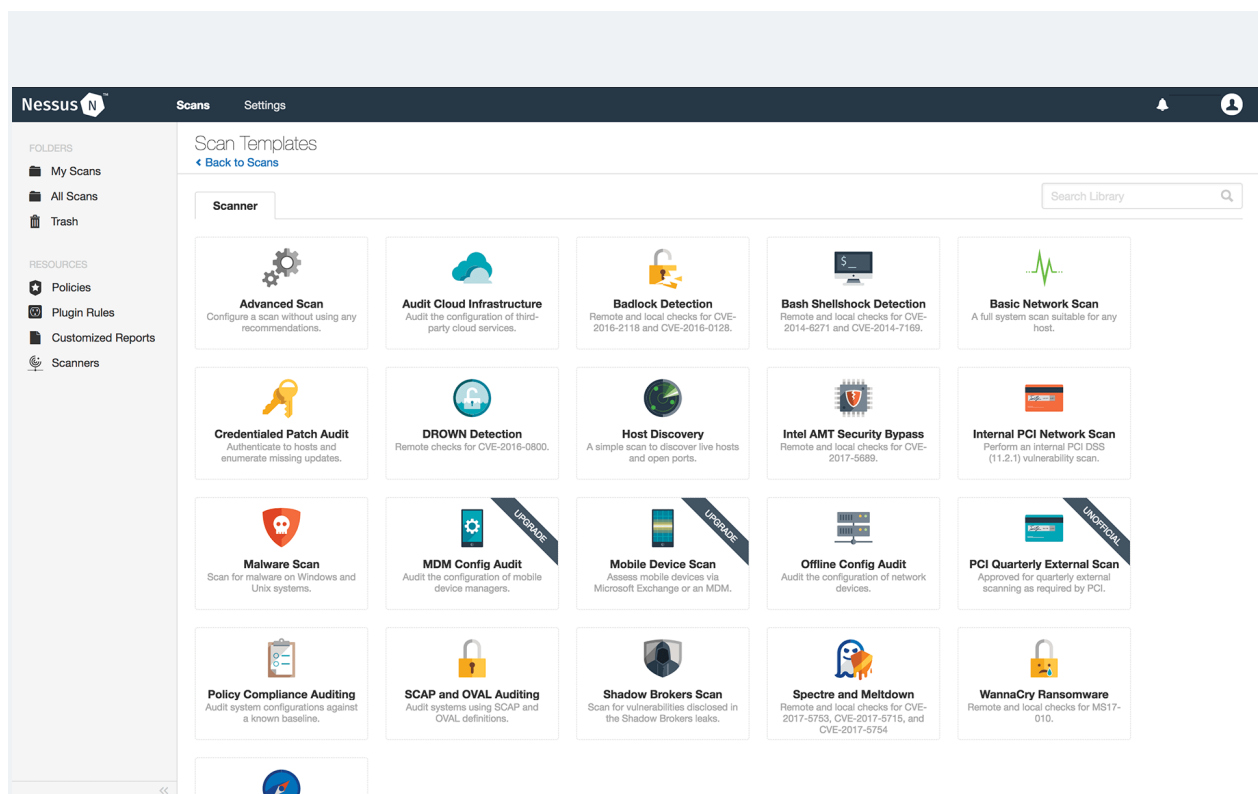 Nessus N ™
Scans Settings
FOLDERS
My Scans
All Scans
Trash
RESOURCES
Policies
Plugin Rules
Customized Reports
Scanners
Scan Templates
Back to Scans
Scanner
Search Library
Advanced Scan
Configure a scan without using any
recommendations.
Audit Cloud Infrastructure
Audit the configuration of third-
party cloud services.
Badlock Detection
Remote and local checks for CVE-
2016-2118 and CVE-2016-0128.
$_
Bash Shellshock Detection
Remote and local checks for CVE-
2014-6271 and CVE-2014-7169.
Basic Network Scan
A full system scan suitable for any
host.
Credentialed Patch Audit
Authenticate to hosts and
enumerate missing updates.
DROWN Detection
Remote checks for CVE-2016-0800.
Host Discovery
A simple scan to discover live hosts
and open ports.
Intel AMT Security Bypass
Remote and local checks for CVE-
2017-5689.
Internal PCI Network Scan
Perform an internal PCI DSS
(11.2.1) vulnerability scan.
Malware Scan
Scan for malware on Windows and
Unix systems.
UPGRADE
MDM Config Audit
Audit the configuration of mobile
device managers.
UPGRADE
Mobile Device Scan
Assess mobile devices via
Microsoft Exchange or an MDM.
Offline Config Audit
Audit the configuration of network
devices.
UNOFFICIAL
PCI Quarterly External Scan
Approved for quarterly external
scanning as required by PCI.
Policy Compliance Auditing
Audit system configurations against
a known baseline.
SCAP and OVAL Auditing
Audit systems using SCAP and
OVAL definitions.
Shadow Brokers Scan
Scan for vulnerabilities disclosed in
the Shadow Brokers leaks.
Spectre and Meltdown
Remote and local checks for CVE-
2017-5753, CVE-2017-5715, and
CVE-2017-5754
WannaCry Ransomware
Remote and local checks for MS17-
010.